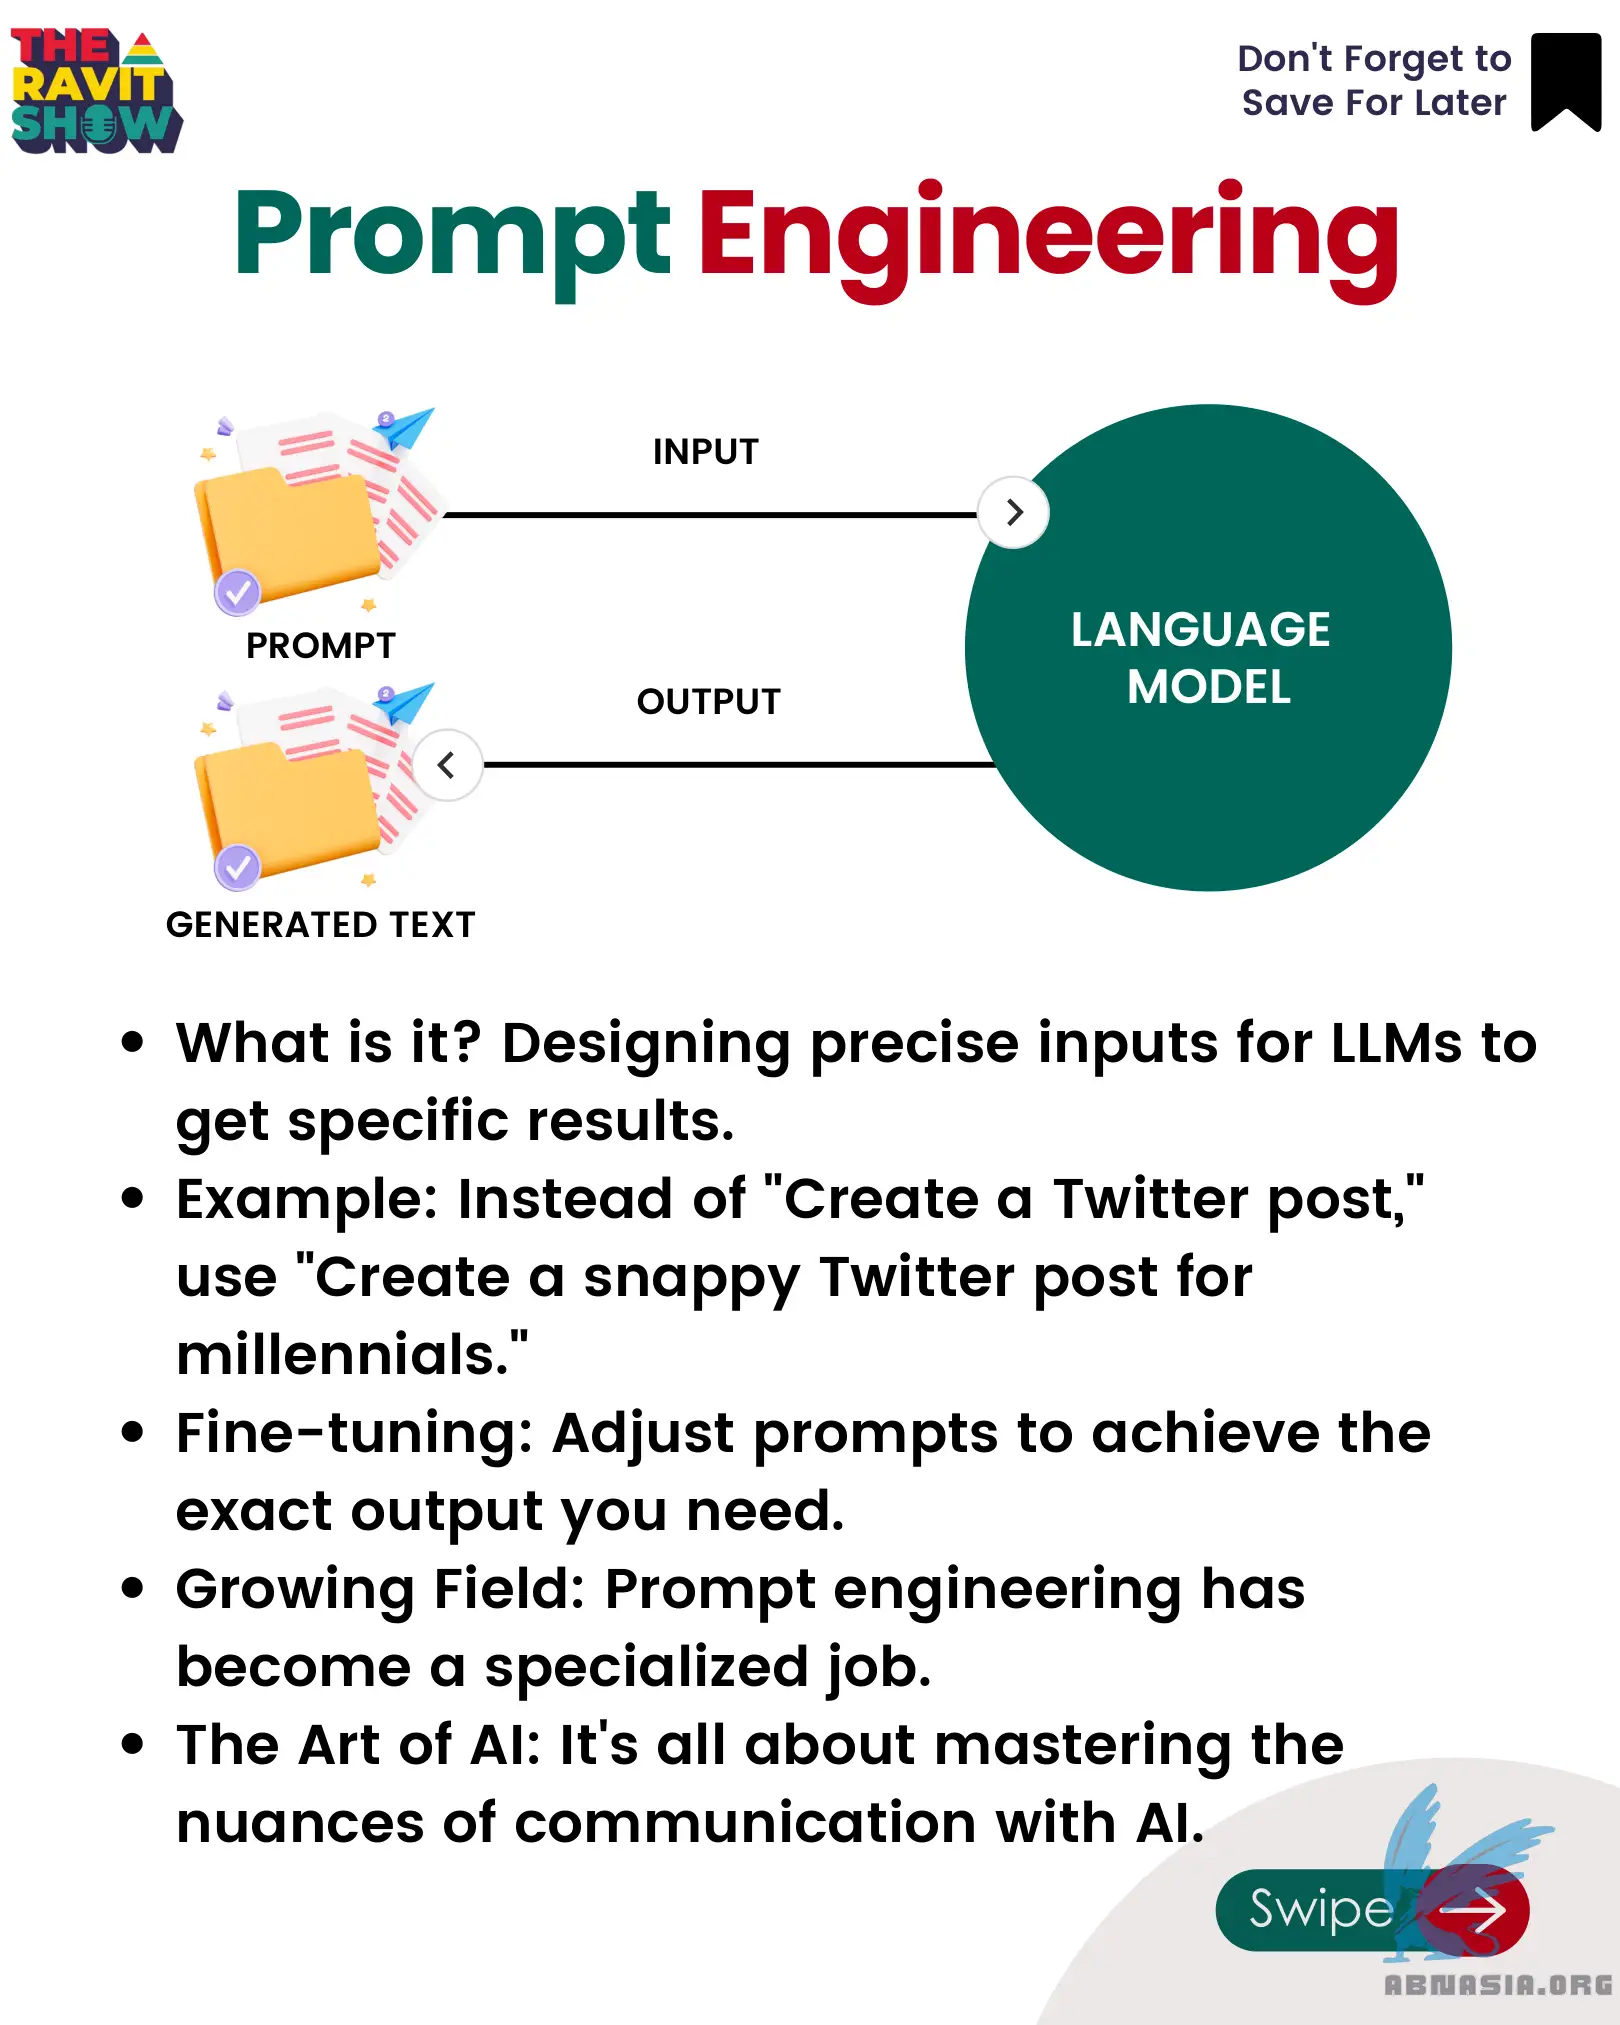 THE
RAVIT
SHOW
Don't Forget to
Save For Later
Prompt Engineering
2
INPUT
LANGUAGE
MODEL
PROMPT
2
OUTPUT
GENERATED TEXT
• What is it? Designing precise inputs for LLMs to
get specific results.
• Example: Instead of "Create a Twitter post,"
use "Create a snappy Twitter post for
millennials."
• Fine-tuning: Adjust prompts to achieve the
exact output you need.
• Growing Field: Prompt engineering has
become a specialized job.
• The Art of AI: It's all about mastering the
nuances of communication with AI.
Swipe
ABNASIA.ORG